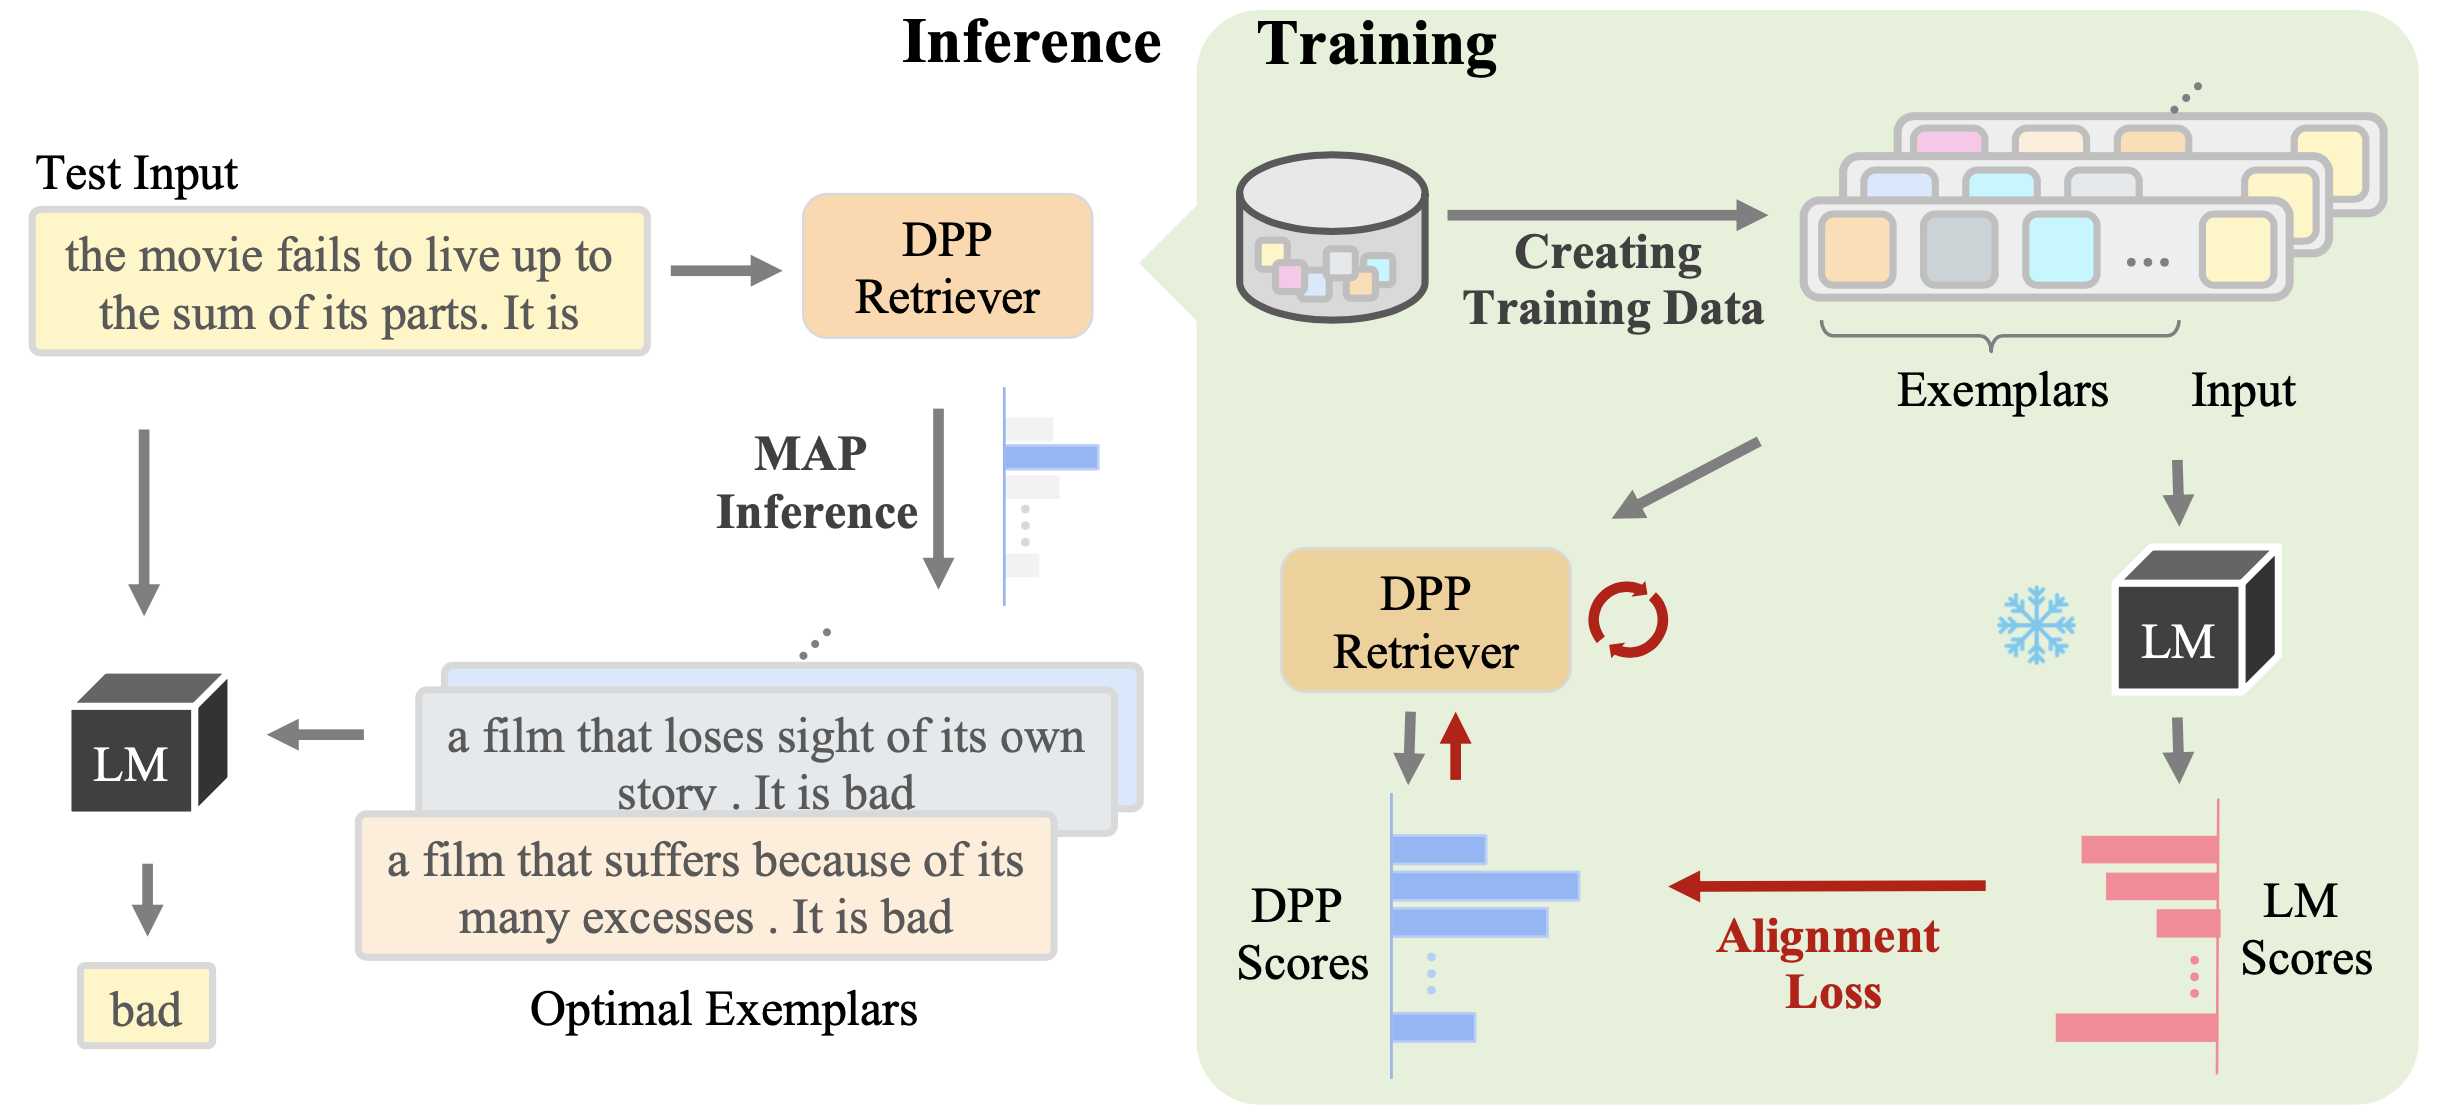 Inference
Training
Test Input
the movie fails to live up to
the sum of its parts. It is
DPP
Retriever
MAP
Inference
LM
a film that loses sight of its own
story . It is bad
a film that suffers because of its
many excesses . It is bad
bad
Optimal Exemplars
Creating
Training Data
Exemplars
Input
DPP
Retriever
LM
DPP
Scores
Alignment
Loss
LM
Scores